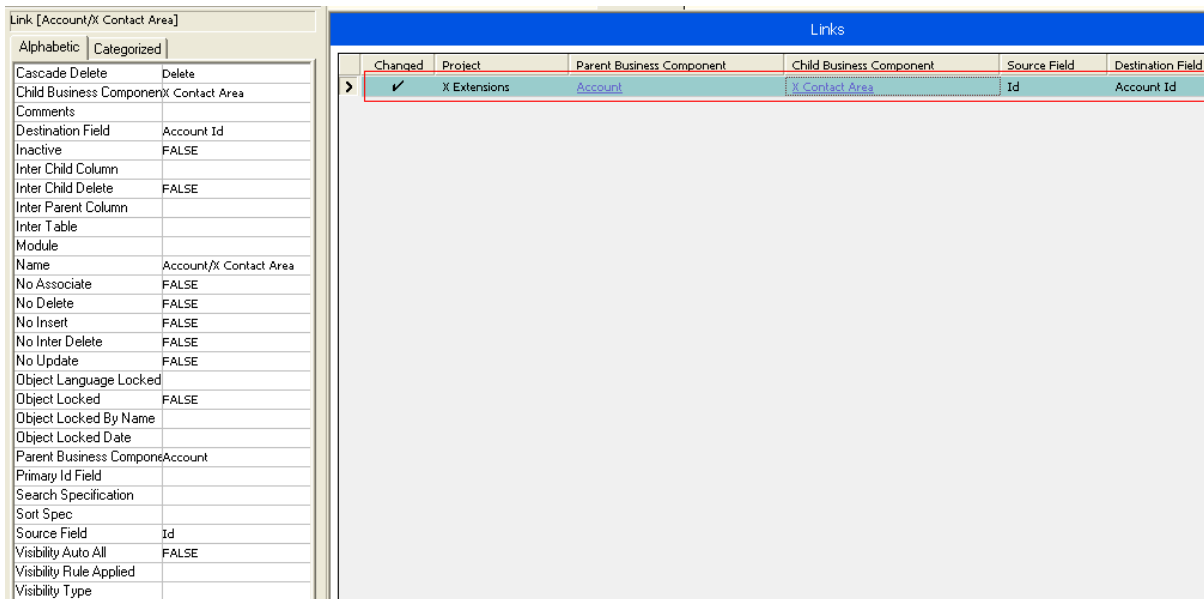 Link [Account/X Contact Area]
Alphabetic Categorized
Cascade Delete Delete
Child Business Componen X Contact Area
Comments
Destination Field Account Id
Inactive FALSE
Inter Child Column
Inter Child Delete FALSE
Inter Parent Column
Inter Table
Module
Name Account/X Contact Area
No Associate FALSE
No Delete FALSE
No Insert FALSE
No Inter Delete FALSE
No Update FALSE
Object Language Locked
Object Locked FALSE
Object Locked By Name
Object Locked Date
Parent Business Compone Account
Primary Id Field
Search Specification
Sort Spec
Source Field Id
Visibility Auto All FALSE
Visibility Rule Applied
Visibility Type
Links
Changed Project Parent Business Component Child Business Component Source Field Destination Field
✔ X Extensions Account X Contact Area Id Account Id